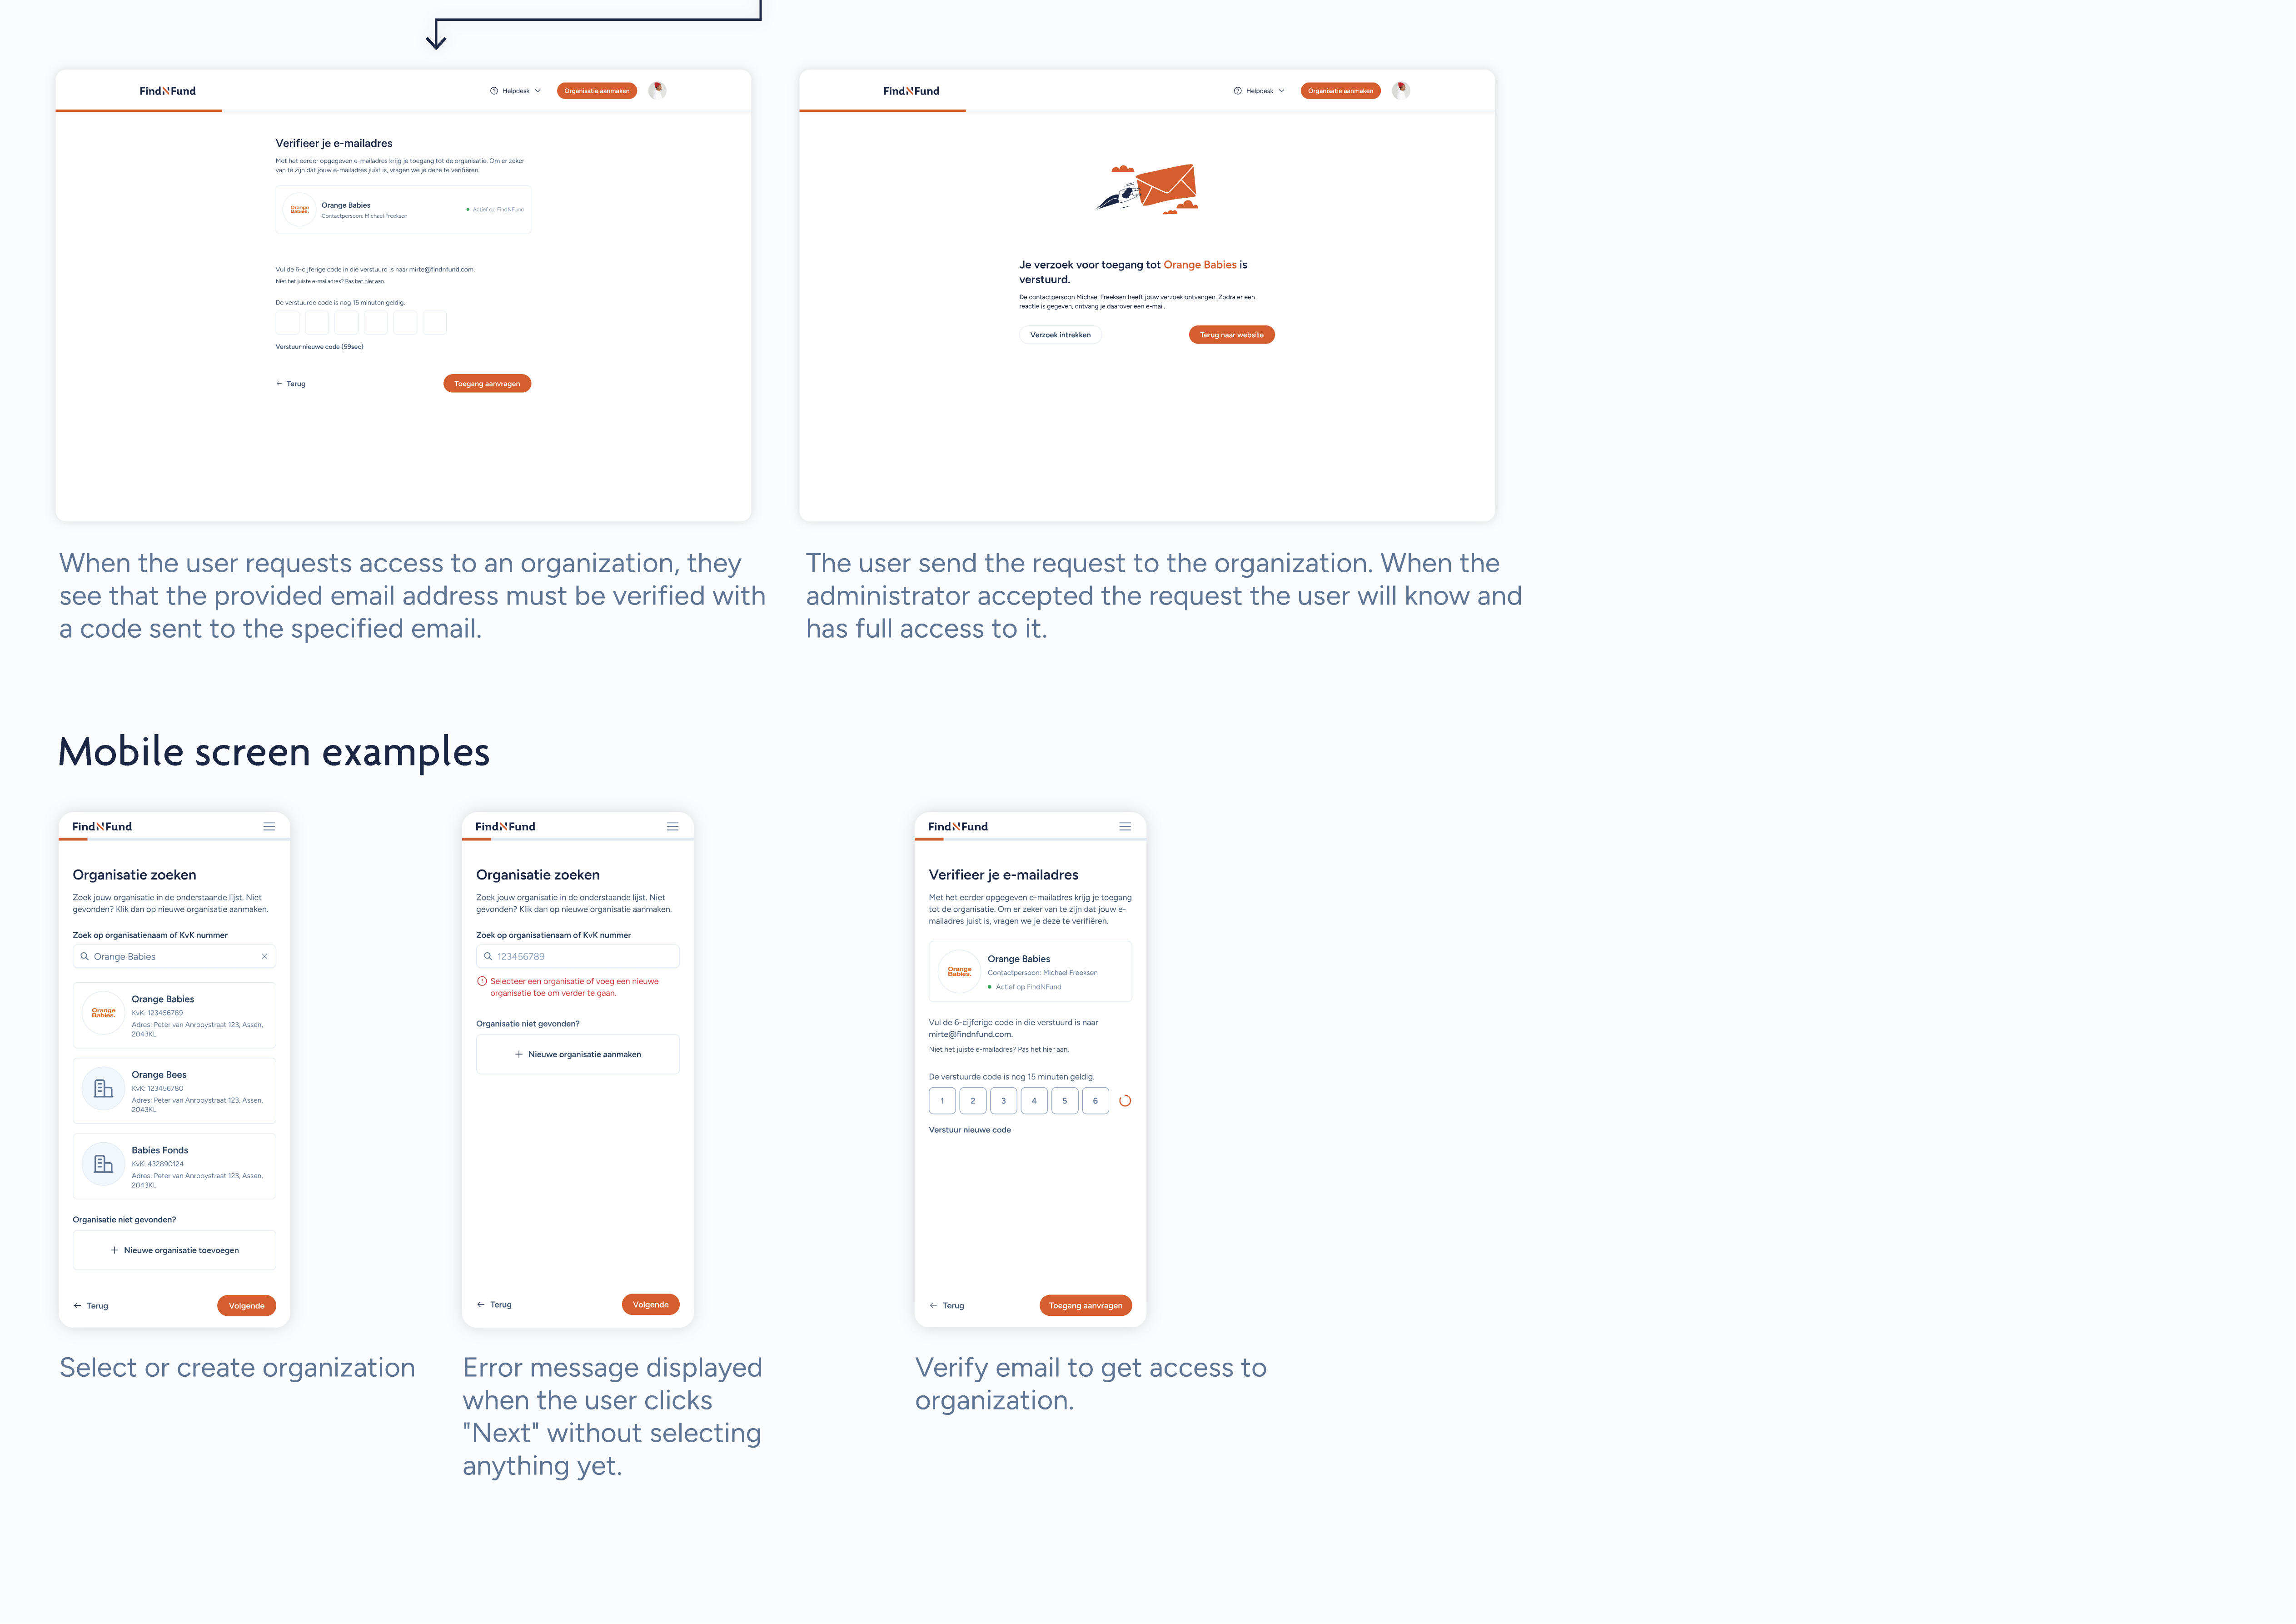 FindNFund
Helpdesk
Organisatie aanmaken
Verifieer je e-mailadres
Met het eerder opgegeven e-mailadres krijg je toegang tot de organisatie. Om er zeker
van te zijn dat jouw e-mailadres juist is, vragen we je deze te verifiëren.
Orange
Babies.
Orange Babies
Contactpersoon: Michael Freeksen
Actief op FindNFund
Vul de 6-cijferige code in die verstuurd is naar mirte@findnfund.com.
Niet het juiste e-mailadres? Pas het hier aan.
De verstuurde code is nog 15 minuten geldig.
Verstuur nieuwe code (59sec)
Terug
Toegang aanvragen
FindNFund
Helpdesk
Organisatie aanmaken
Je verzoek voor toegang tot Orange Babies is
verstuurd.
De contactpersoon Michael Freeksen heeft jouw verzoek ontvangen. Zodra er een
reactie is gegeven, ontvang je daarover een e-mail.
Verzoek intrekken
Terug naar website
When the user requests access to an organization, they
see that the provided email address must be verified with
a code sent to the specified email.
The user send the request to the organization. When the
administrator accepted the request the user will know and
has full access to it.
Mobile screen examples
FindNFund
Organisatie zoeken
Zoek jouw organisatie in de onderstaande lijst. Niet
gevonden? Klik dan op nieuwe organisatie aanmaken.
Zoek op organisatienaam of KvK nummer
Orange Babies
Orange
Babies.
Orange Babies
KvK: 123456789
Adres: Peter van Anrooystraat 123, Assen,
2043KL
Orange Bees
KvK: 123456780
Adres: Peter van Anrooystraat 123, Assen,
2043KL
Babies Fonds
KvK: 432890124
Adres: Peter van Anrooystraat 123, Assen,
2043KL
Organisatie niet gevonden?
Nieuwe organisatie toevoegen
Terug
Volgende
Select or create organization
FindNFund
Organisatie zoeken
Zoek jouw organisatie in de onderstaande lijst. Niet
gevonden? Klik dan op nieuwe organisatie aanmaken.
Zoek op organisatienaam of KvK nummer
123456789
Selecteer een organisatie of voeg een nieuwe
organisatie toe om verder te gaan.
Organisatie niet gevonden?
Nieuwe organisatie aanmaken
Terug
Volgende
Error message displayed
when the user clicks
"Next" without selecting
anything yet.
FindNFund
Verifieer je e-mailadres
Met het eerder opgegeven e-mailadres krijg je toegang
tot de organisatie. Om er zeker van te zijn dat jouw e-
mailadres juist is, vragen we je deze te verifiëren.
Orange
Babies.
Orange Babies
Contactpersoon: Michael Freeksen
Actief op FindNFund
Vul de 6-cijferige code in die verstuurd is naar
mirte@findnfund.com.
Niet het juiste e-mailadres? Pas het hier aan.
De verstuurde code is nog 15 minuten geldig.
1 2 3 4 5 6
Verstuur nieuwe code
Terug
Toegang aanvragen
Verify email to get access to
organization.